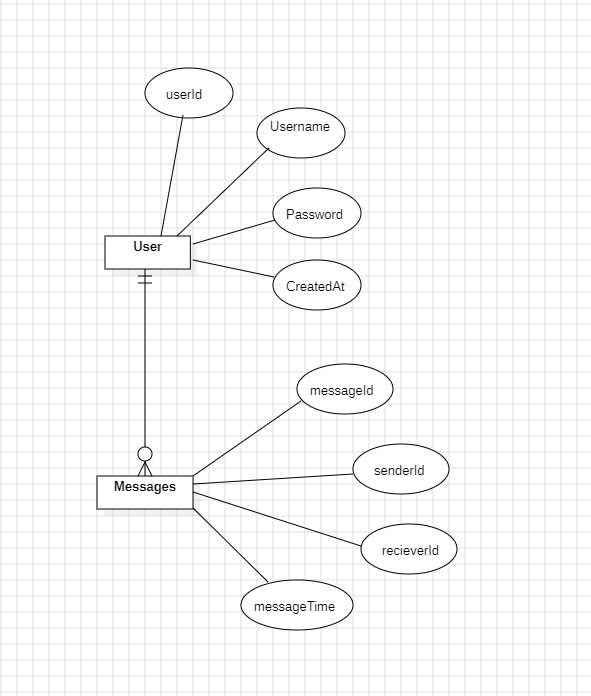 userId
Username
Password
User
CreatedAt
messageId
senderId
Messages
recieverId
messageTime